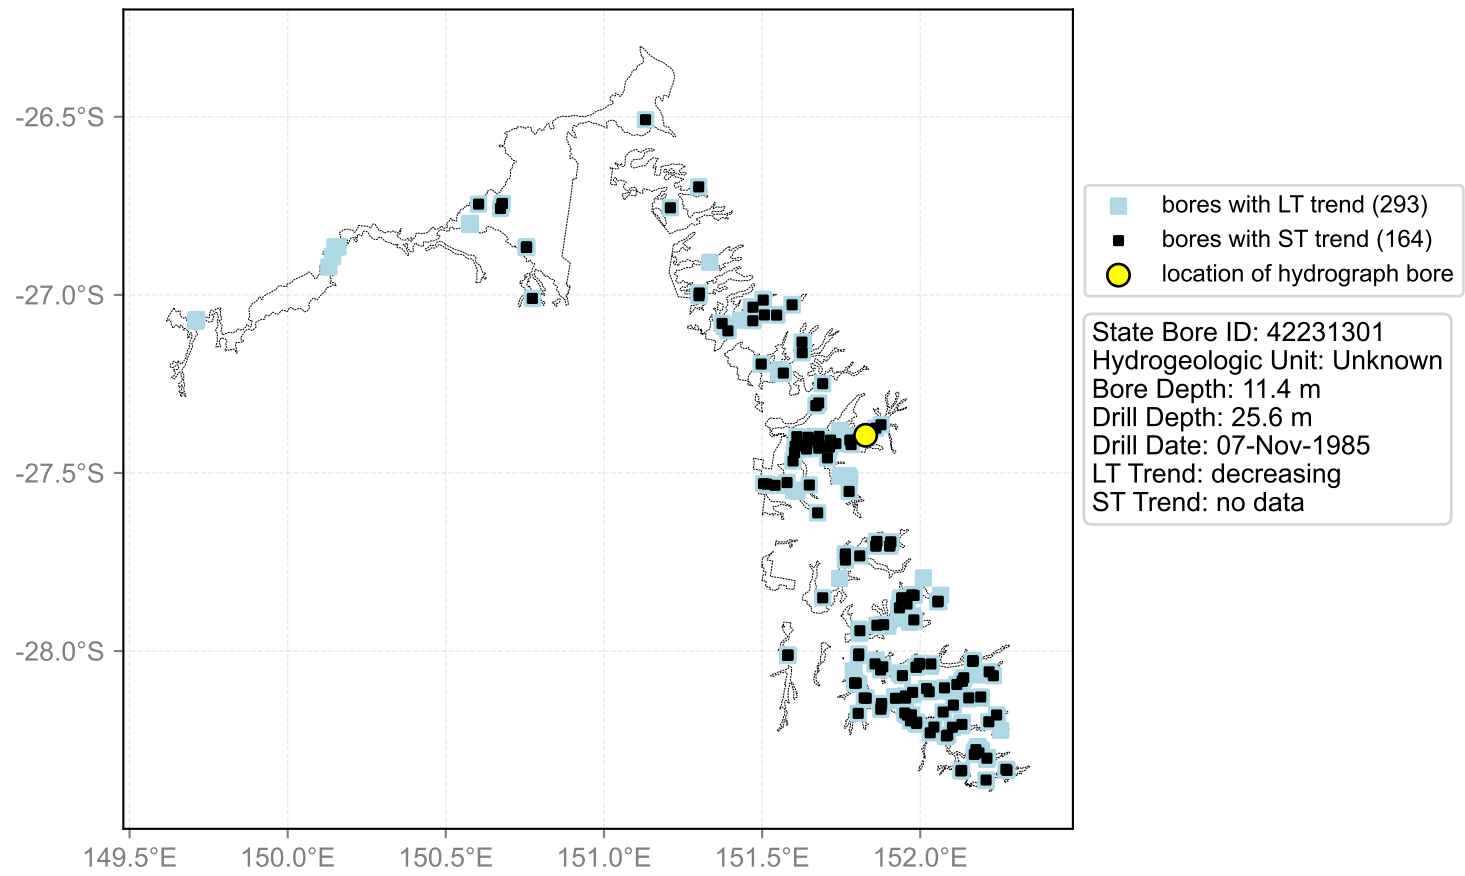 -26.5°S
-27.0°S
-27.5°S
-28.0°S
149.5°E 150.0°E 150.5°E 151.0°E 151.5°E 152.0°E
bores with LT trend (293)
bores with ST trend (164)
location of hydrograph bore
State Bore ID: 42231301
Hydrogeologic Unit: Unknown
Bore Depth: 11.4 m
Drill Depth: 25.6 m
Drill Date: 07-Nov-1985
LT Trend: decreasing
ST Trend: no data